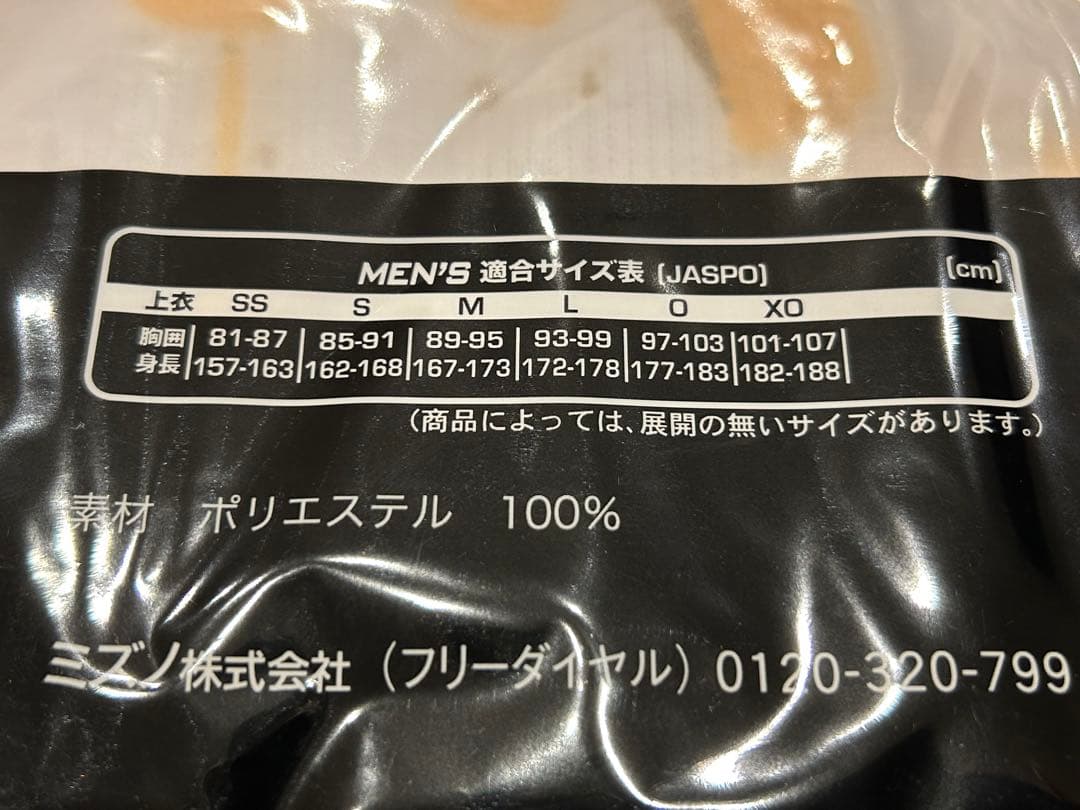 MEN'S 適合サイズ表 [JASPO] [cm]
上衣 SS S M L O XO
胸囲 81-87 85-91 89-95 93-99 97-103 101-107
身長 157-163 162-168 167-173 172-178 177-183 182-188
(商品によっては、展開の無いサイズがあります。)
素材 ポリエステル 100%
ミズノ株式会社 (フリーダイヤル) 0120-320-799